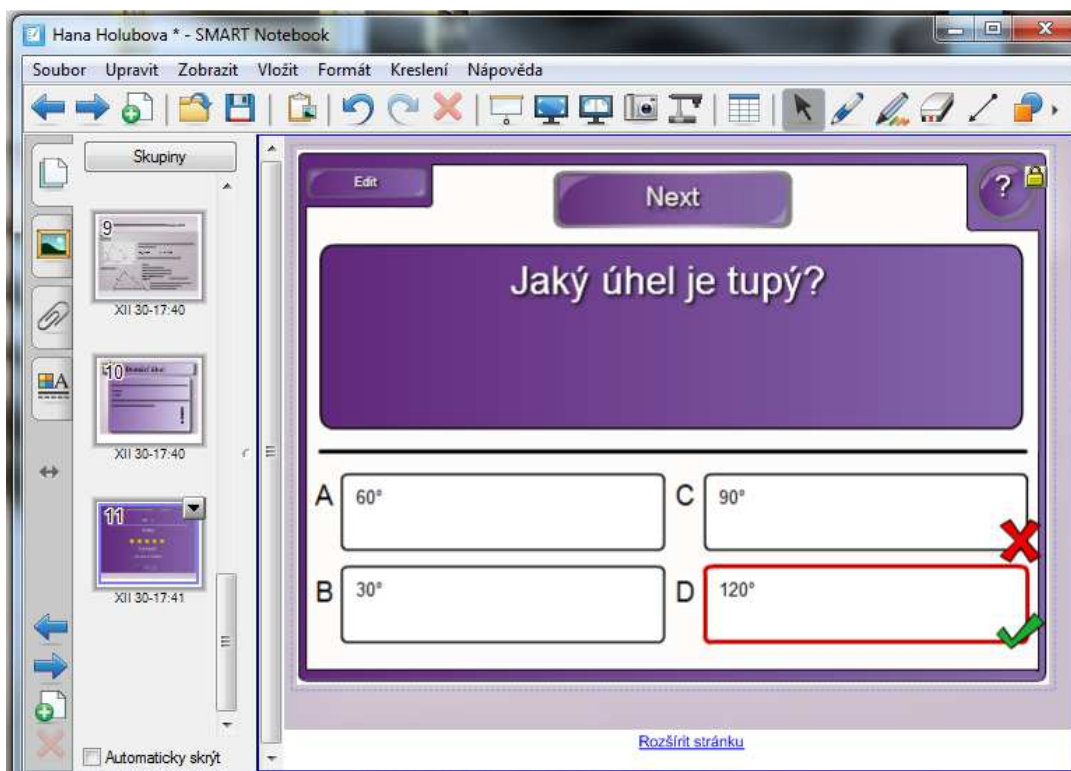 Hana Holubova * - SMART Notebook
Soubor Upravit Zobrazit Vložit Formát Kreslení Nápověda
Skupiny
9
XII 30-17:40
10
XII 30-17:40
11
XII 30-17:41
Automaticky skrýt
Edit
Next
?
Jaký úhel je tupý?
A 60°
C 90°
B 30°
D 120°
Rozšířit stránku